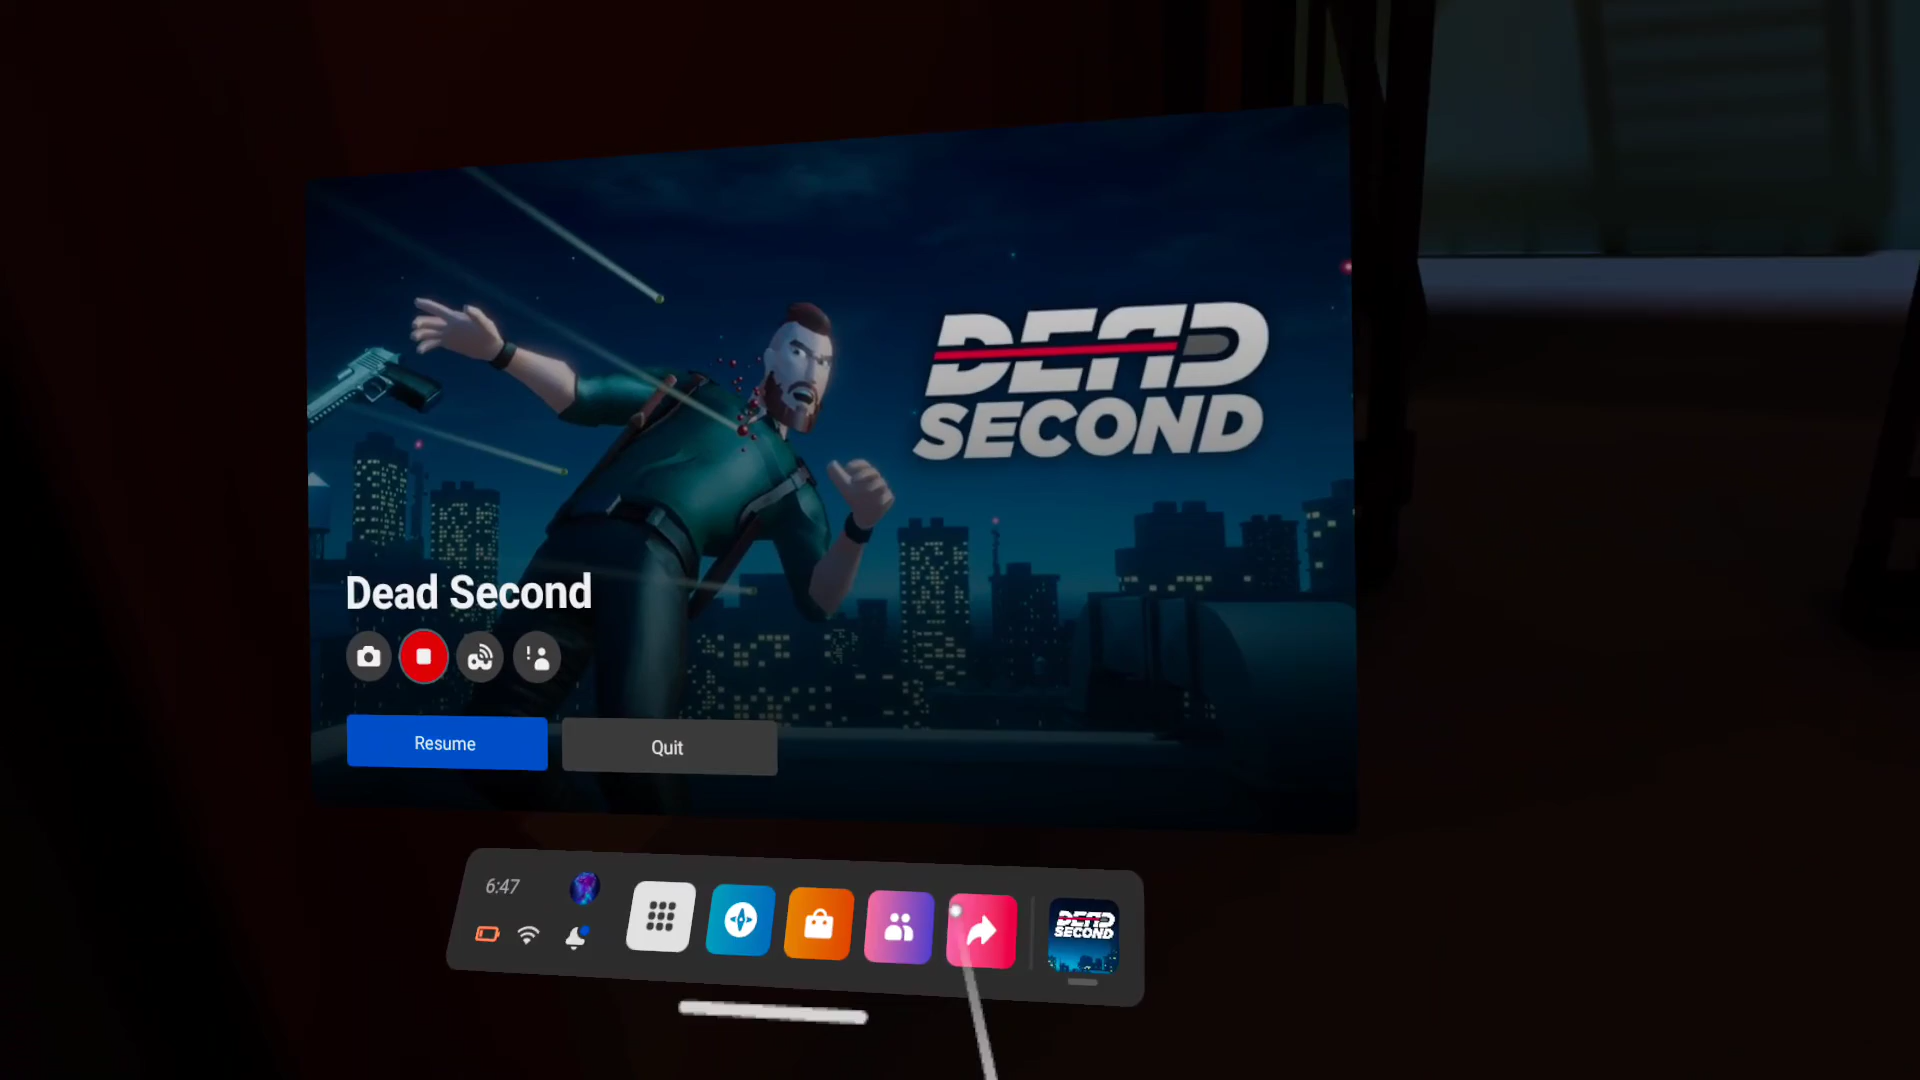 DEAD
SECOND
Dead Second
Resume
Quit
6:47
DEAD
SECOND